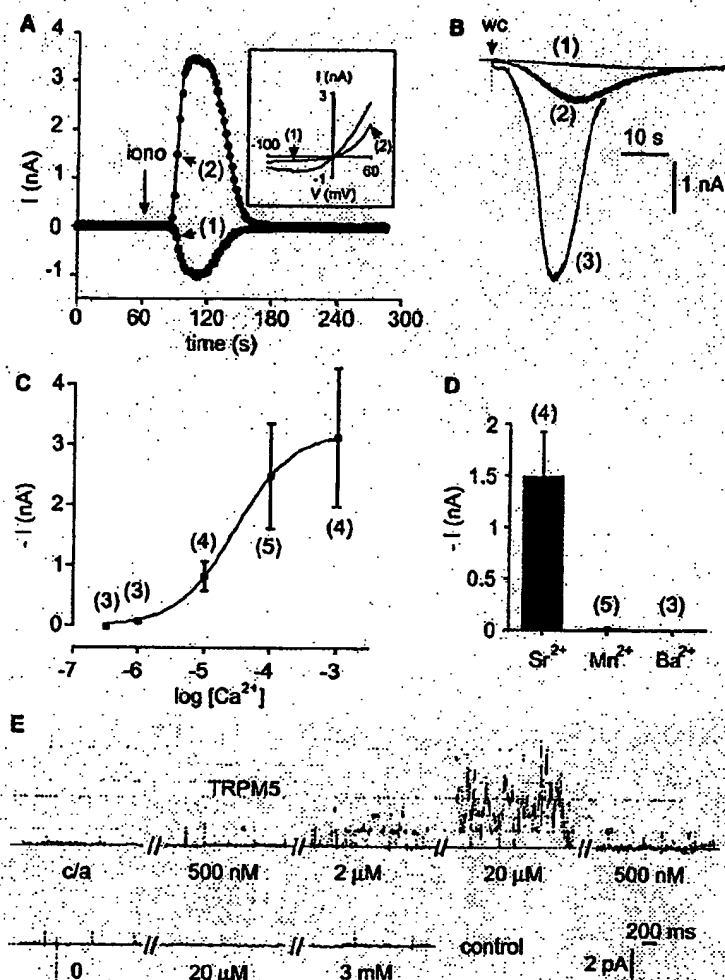 A
4
3
2
1
0
-1
I (nA)
iono
(2)
(1)
0
60
120
180
240
300
time (s)
I (nA)
3
-100
(1)
(2)
60
-1
V (mV)
B
WC
(1)
(2)
(3)
10 s
1 nA
C
4
3
2
1
0
- I (nA)
(3)
(3)
(4)
(5)
(4)
-7
-6
-5
-4
-3
log [Ca²⁺]
D
2
1.5
1
0.5
0
- I (nA)
(4)
(5)
(3)
Sr²⁺
Mn²⁺
Ba²⁺
E
TRPM5
c/a
500 nM
2 µM
20 µM
500 nM
0
20 µM
3 mM
control
200 ms
2 pA